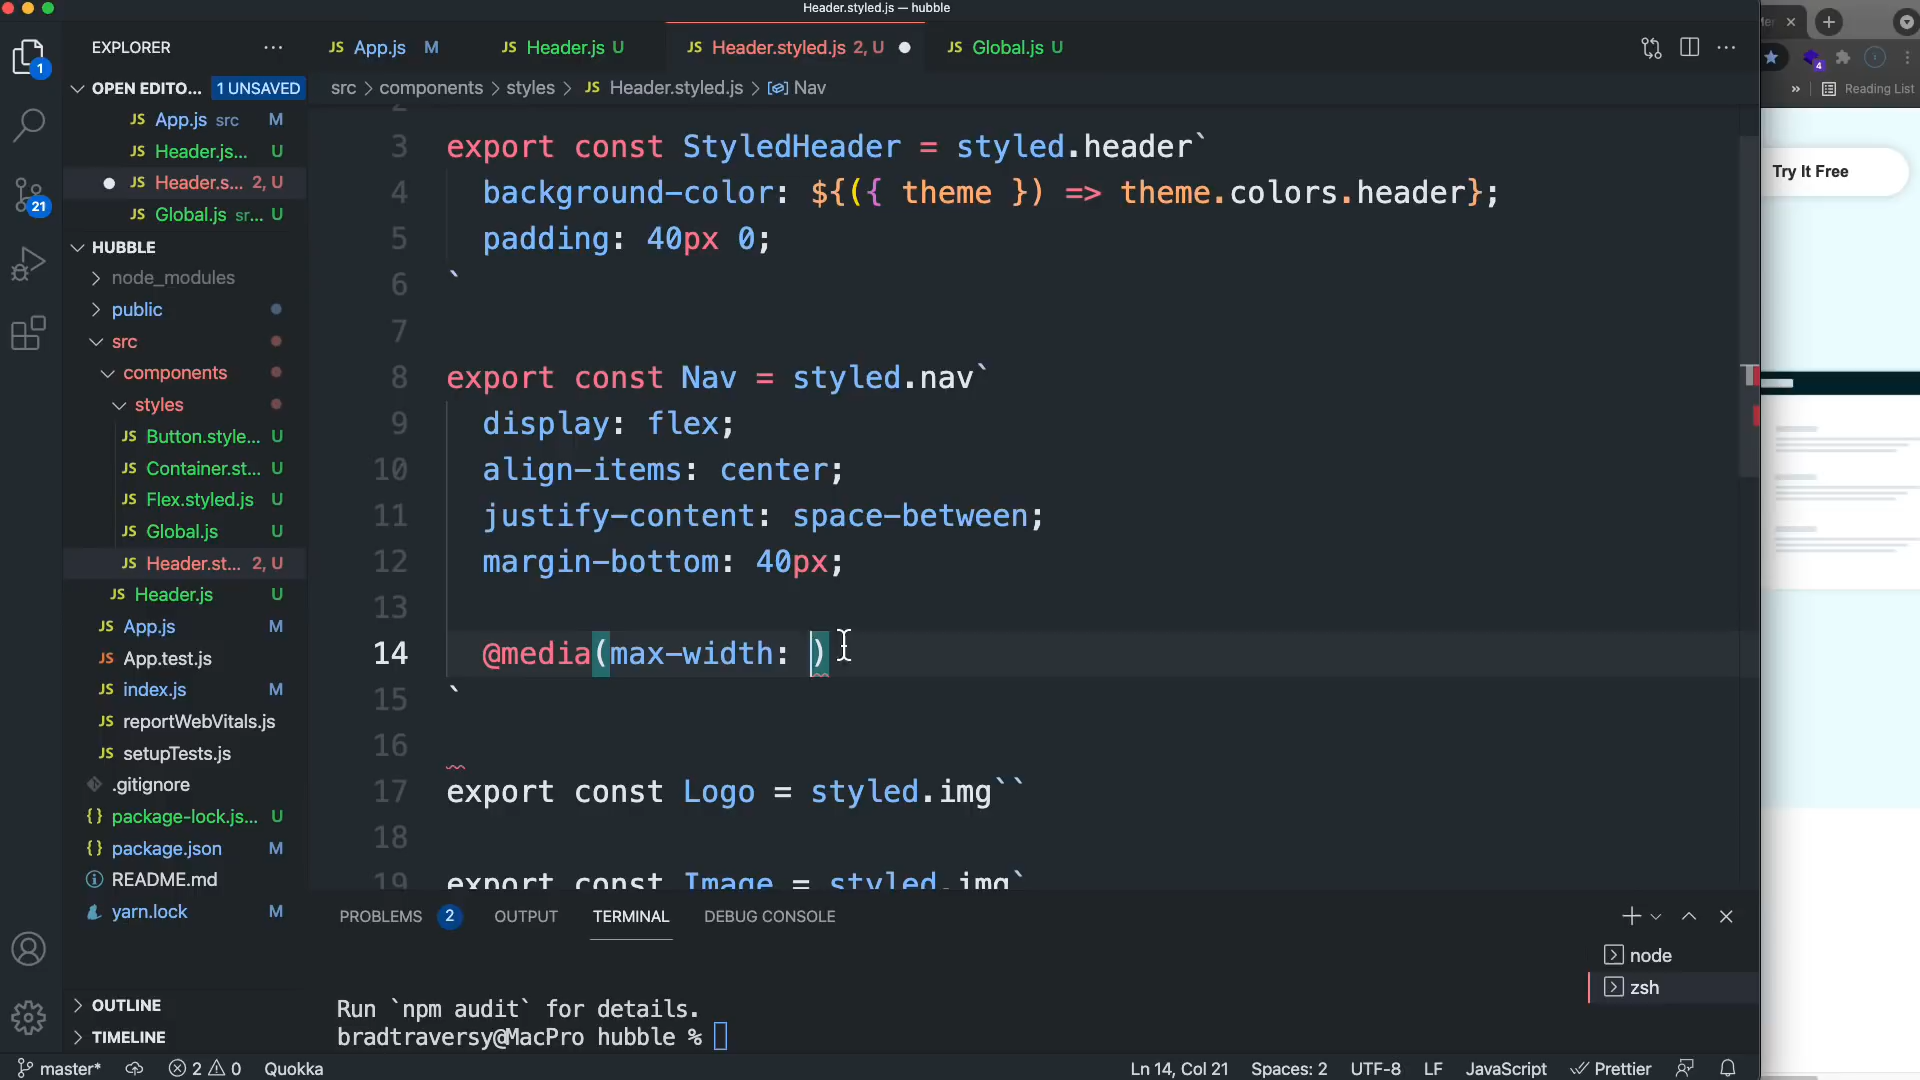 Header.styled.js — hubble
EXPLORER
JS App.js M
JS Header.js U
JS Header.styled.js 2, U
JS Global.js U
src > components > styles > JS Header.styled.js > Nav
OPEN EDITO... 1 UNSAVED
JS App.js src M
JS Header.js... U
JS Header.s... 2, U
JS Global.js sr... U
HUBBLE
node_modules
public
src
components
styles
JS Button.style... U
JS Container.st... U
JS Flex.styled.js U
JS Global.js U
JS Header.st... 2, U
JS Header.js U
JS App.js M
JS App.test.js
JS index.js M
JS reportWebVitals.js
JS setupTests.js
.gitignore
{} package-lock.js... U
{} package.json M
README.md
yarn.lock M
OUTLINE
TIMELINE
1
21
3 export const StyledHeader = styled.header`
4 background-color: ${({ theme }) => theme.colors.header};
5 padding: 40px 0;
6 `
7
8 export const Nav = styled.nav`
9 display: flex;
10 align-items: center;
11 justify-content: space-between;
12 margin-bottom: 40px;
13
14 @media(max-width: )
15 `
16
17 export const Logo = styled.img``
18
19 export const Image = styled.img`
PROBLEMS 2 OUTPUT TERMINAL DEBUG CONSOLE
Run `npm audit` for details.
bradtraversy@MacPro hubble %
node
zsh
master* 2 0 Quokka
Ln 14, Col 21 Spaces: 2 UTF-8 LF JavaScript Prettier
4
» Reading List
Try It Free